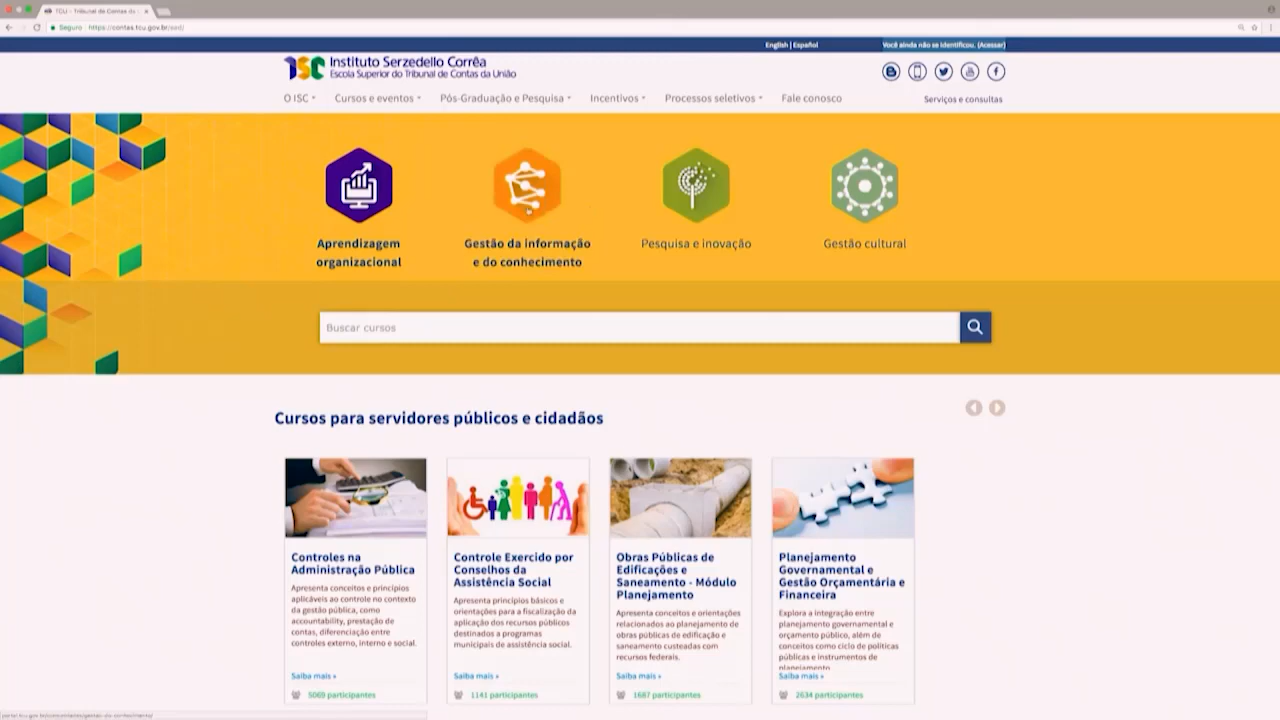 TCU - Tribunal de Contas da
Seguro https://contas.tcu.gov.br/ead/
English | Español
Você ainda não se identificou. (Acessar)
ISC Instituto Serzedello Corrêa
Escola Superior do Tribunal de Contas da União
O ISC
Cursos e eventos
Pós-Graduação e Pesquisa
Incentivos
Processos seletivos
Fale conosco
Serviços e consultas
Aprendizagem
organizacional
Gestão da informação
e do conhecimento
Pesquisa e inovação
Gestão cultural
Buscar cursos
Cursos para servidores públicos e cidadãos
Controles na
Administração Pública
Apresenta conceitos e princípios
aplicáveis ao controle no contexto
da gestão pública, como
accountability, prestação de
contas, diferenciação entre
controles externo, interno e social.
Saiba mais »
5069 participantes
Controle Exercido por
Conselhos da
Assistência Social
Apresenta princípios básicos e
orientações para a fiscalização da
aplicação dos recursos públicos
destinados a programas
municipais de assistência social.
Saiba mais »
1141 participantes
Obras Públicas de
Edificações e
Saneamento - Módulo
Planejamento
Apresenta conceitos e orientações
relacionados ao planejamento de
obras públicas de edificação e
saneamento custeadas com
recursos federais.
Saiba mais »
1687 participantes
Planejamento
Governamental e
Gestão Orçamentária e
Financeira
Explora a integração entre
planejamento governamental e
orçamento público, além de
conceitos como ciclo de políticas
públicas e instrumentos de
planejamento
Saiba mais »
2634 participantes